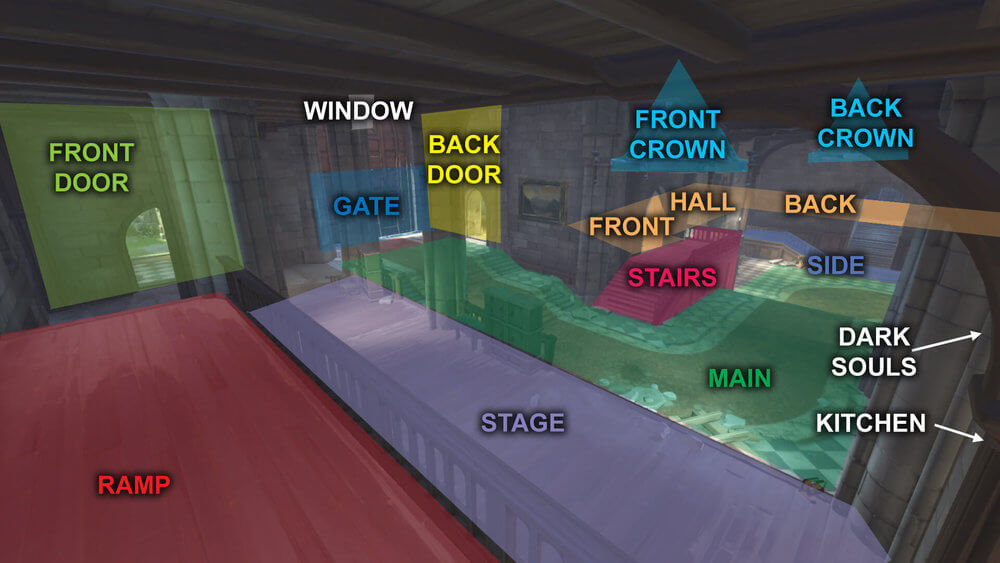 WINDOW
FRONT
DOOR
BACK
DOOR
FRONT
CROWN
BACK
CROWN
GATE
HALL
FRONT
BACK
STAIRS
SIDE
DARK
SOULS
MAIN
STAGE
KITCHEN
RAMP